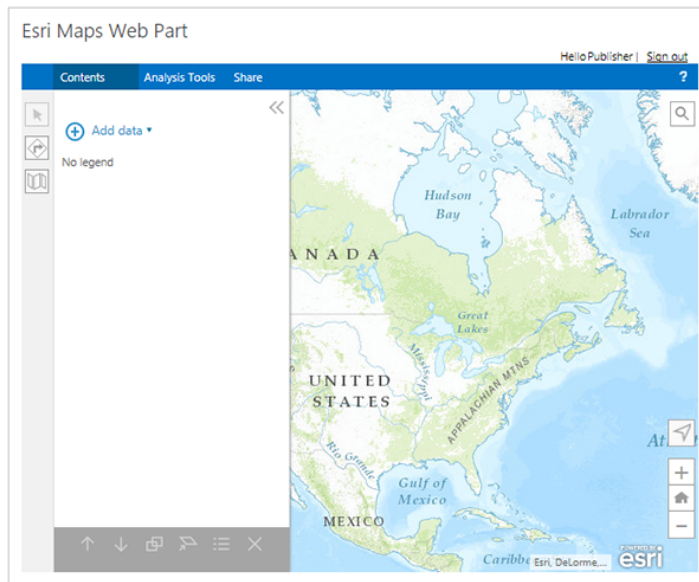 Esri Maps Web Part
Hello Publisher | Sign out
Contents Analysis Tools Share ?
Add data
No legend
Hudson
Bay
Labrador
Sea
ANADA
Great
Lakes
Mississippi
UNITED
STATES
APPALACHIAN MTNS
Rio Grande
Gulf of
Mexico
MEXICO
Caribbe
Esri, DeLorme,...
POWERED BY
esri